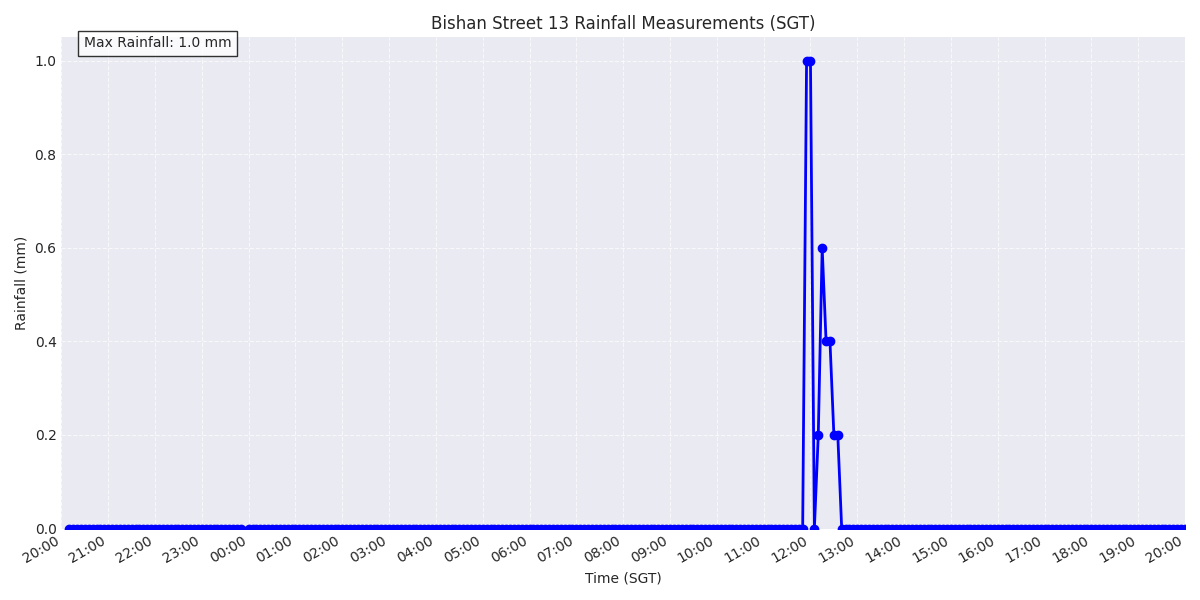 Bishan Street 13 Rainfall Measurements (SGT)
Max Rainfall: 1.0 mm
Rainfall (mm)
1.0
0.8
0.6
0.4
0.2
0.0
20:00 21:00 22:00 23:00 00:00 01:00 02:00 03:00 04:00 05:00 06:00 07:00 08:00 09:00 10:00 11:00 12:00 13:00 14:00 15:00 16:00 17:00 18:00 19:00 20:00
Time (SGT)